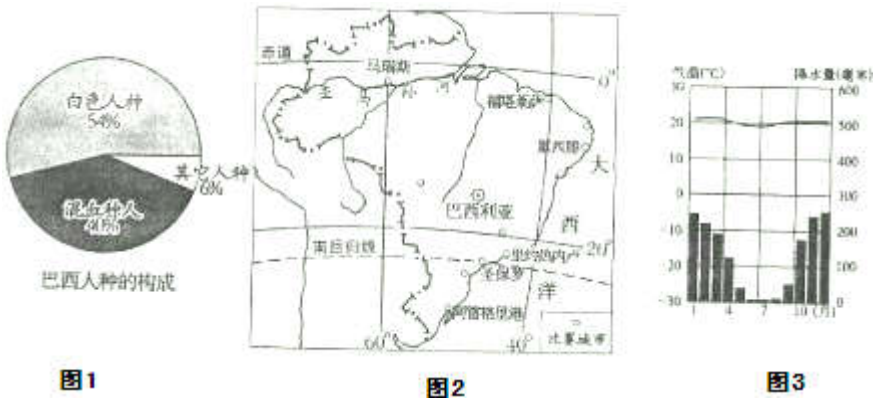 白色人种
54%
其它人种
6%
混血种人
40%
巴西人种的构成
图1
赤道
马瑙斯
亚马孙河
0°
福塔莱萨
累西腓
大
西
洋
巴西利亚
南回归线
20°
里约热内卢
圣保罗
阿雷格里港
60°
40°
比赛城市
图2
气温(℃)
降水量(毫米)
30
20
10
0
-10
-20
-30
600
500
400
300
200
100
0
1 4 7 10 (月)
图3